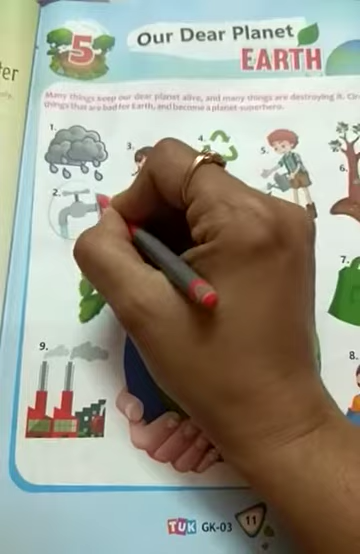 5
Our Dear Planet
EARTH
Many things keep our dear planet alive, and many things are destroying it.
things that are bad for Earth, and become a planet superhero.
1.
2.
3.
4.
5.
6.
7.
8.
9.
TUK GK-03
11